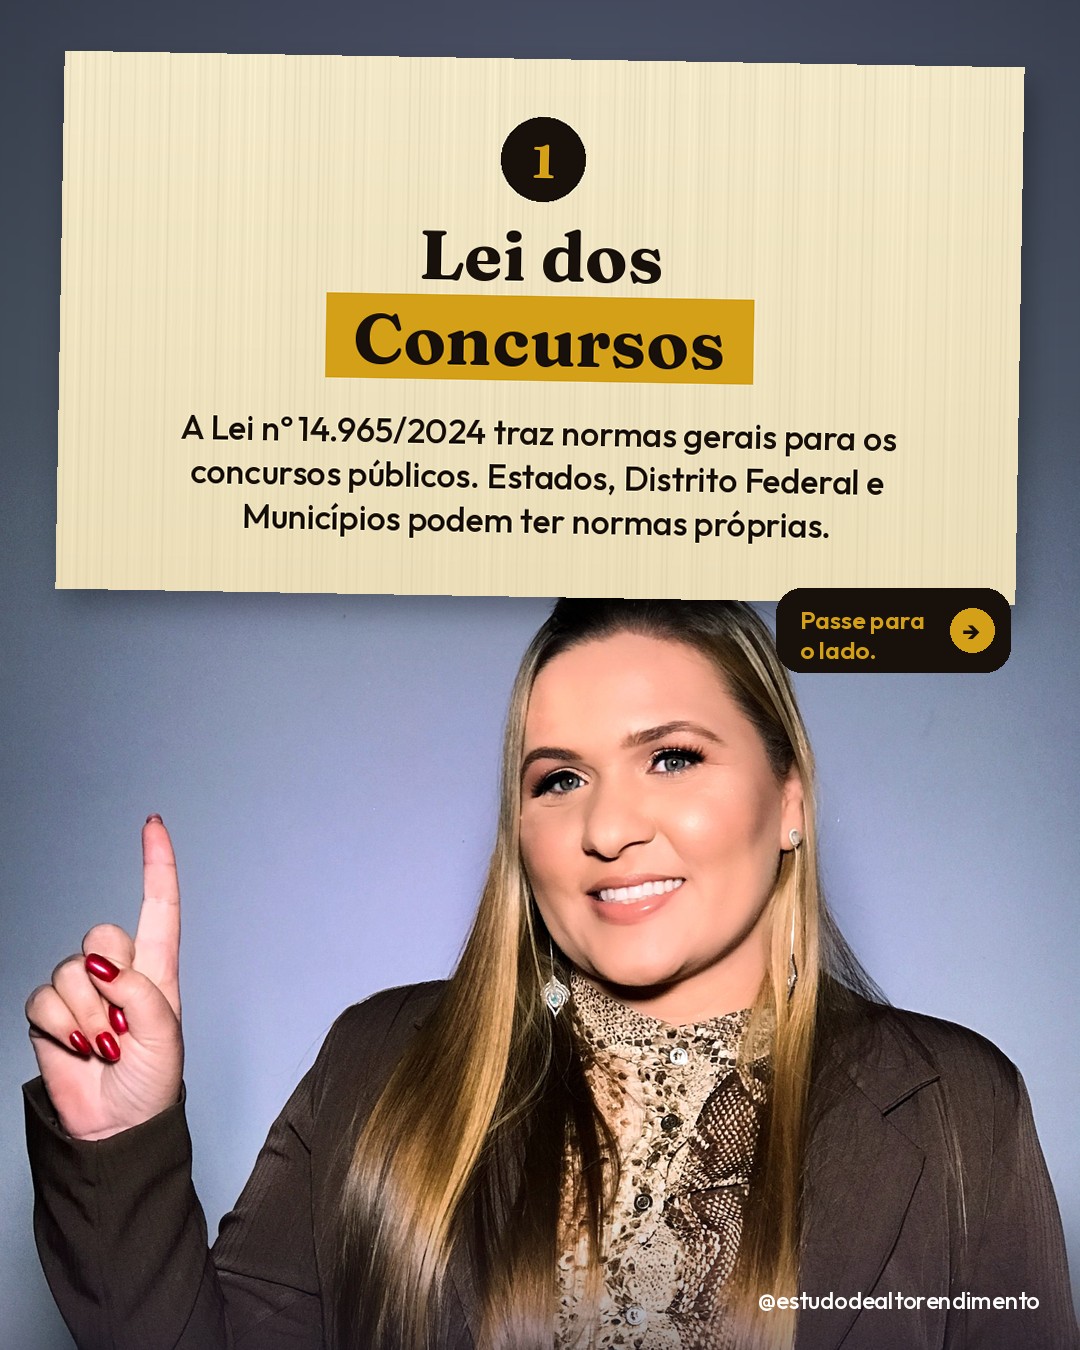 1
Lei dos
Concursos
A Lei nº 14.965/2024 traz normas gerais para os
concursos públicos. Estados, Distrito Federal e
Municípios podem ter normas próprias.
Passe para
o lado.
@estudodealtorendimento